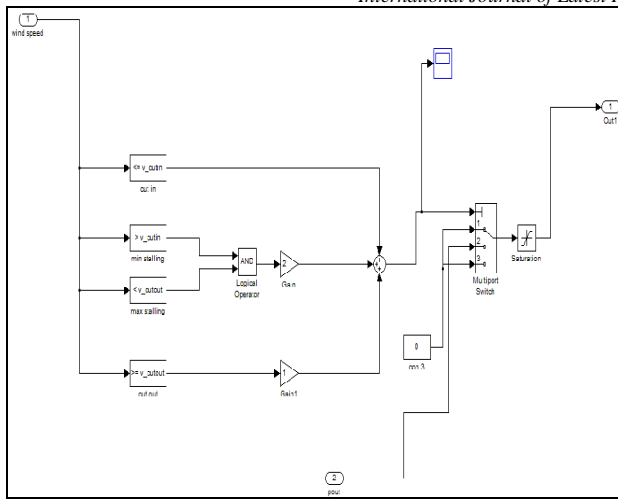 International Journal of Latest
1
wind speed
1
Out1
<= v_cutin
cut in
> v_cutin
min stalling
AND
Logical
Operator
2
Gain
< v_cutout
max stalling
1
2
3
Multiport
Switch
Saturation
0
>= v_cutout
cut out
1
Gain1
2
pout